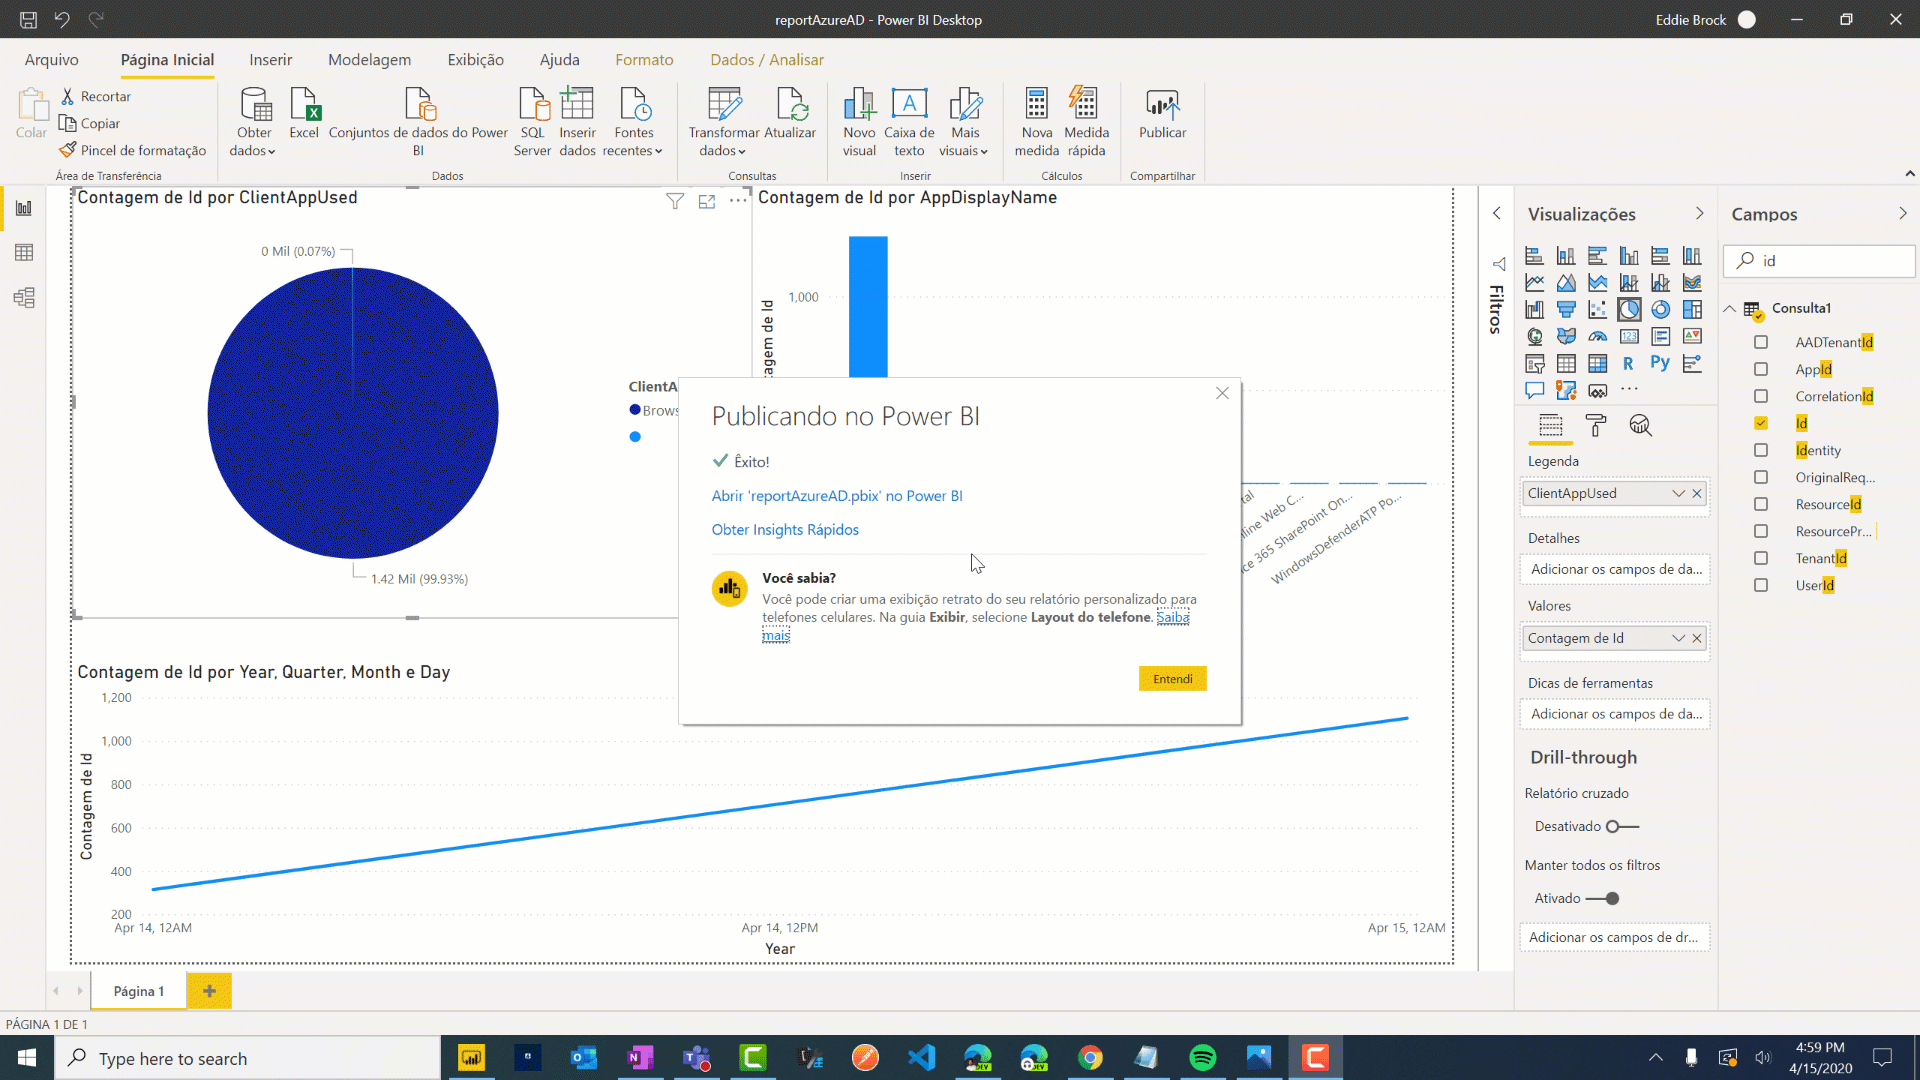 reportAzureAD - Power BI Desktop
Eddie Brock
Arquivo
Página Inicial
Inserir
Modelagem
Exibição
Ajuda
Formato
Dados / Analisar
Colar
Recortar
Copiar
Pincel de formatação
Área de Transferência
Obter dados
Excel
Conjuntos de dados do Power BI
SQL Server
Inserir dados
Fontes recentes
Dados
Transformar dados
Atualizar
Consultas
Novo visual
Caixa de texto
Mais visuais
Inserir
Nova medida
Medida rápida
Cálculos
Publicar
Compartilhar
Contagem de Id por ClientAppUsed
0 Mil (0.07%)
1.42 Mil (99.93%)
ClientA
Brows
Contagem de Id por AppDisplayName
1,000
tagem de Id
tal
line Web C...
ce 365 SharePoint On...
WindowsDefenderATP Po...
Publicando no Power BI
Êxito!
Abrir 'reportAzureAD.pbix' no Power BI
Obter Insights Rápidos
Você sabia?
Você pode criar uma exibição retrato do seu relatório personalizado para
telefones celulares. Na guia Exibir, selecione Layout do telefone. Saiba
mais
Entendi
Contagem de Id por Year, Quarter, Month e Day
Contagem de Id
1,200
1,000
800
600
400
200
Apr 14, 12AM
Apr 14, 12PM
Apr 15, 12AM
Year
Filtros
Visualizações
R
Py
123
Legenda
ClientAppUsed
Detalhes
Adicionar os campos de da...
Valores
Contagem de Id
Dicas de ferramentas
Adicionar os campos de da...
Drill-through
Relatório cruzado
Desativado
Manter todos os filtros
Ativado
Adicionar os campos de dr...
Campos
id
Consulta1
AADTenantId
AppId
CorrelationId
Id
Identity
OriginalReq...
ResourceId
ResourcePr...
TenantId
UserId
Página 1
PÁGINA 1 DE 1
Type here to search
DEV
DEV
4:59 PM
4/15/2020